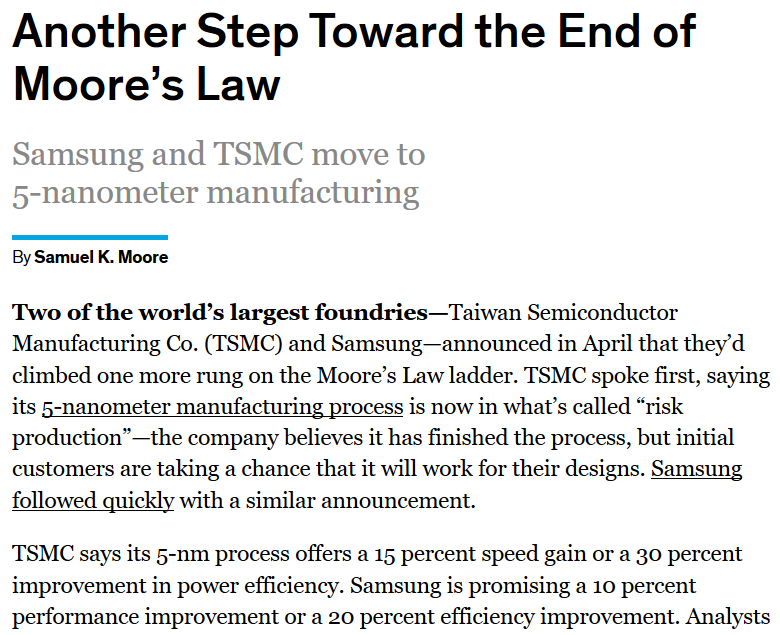 Another Step Toward the End of
Moore’s Law
Samsung and TSMC move to
5-nanometer manufacturing
By Samuel K. Moore
Two of the world’s largest foundries—Taiwan Semiconductor
Manufacturing Co. (TSMC) and Samsung—announced in April that they’d
climbed one more rung on the Moore’s Law ladder. TSMC spoke first, saying
its 5-nanometer manufacturing process is now in what’s called “risk
production”—the company believes it has finished the process, but initial
customers are taking a chance that it will work for their designs. Samsung
followed quickly with a similar announcement.
TSMC says its 5-nm process offers a 15 percent speed gain or a 30 percent
improvement in power efficiency. Samsung is promising a 10 percent
performance improvement or a 20 percent efficiency improvement. Analysts